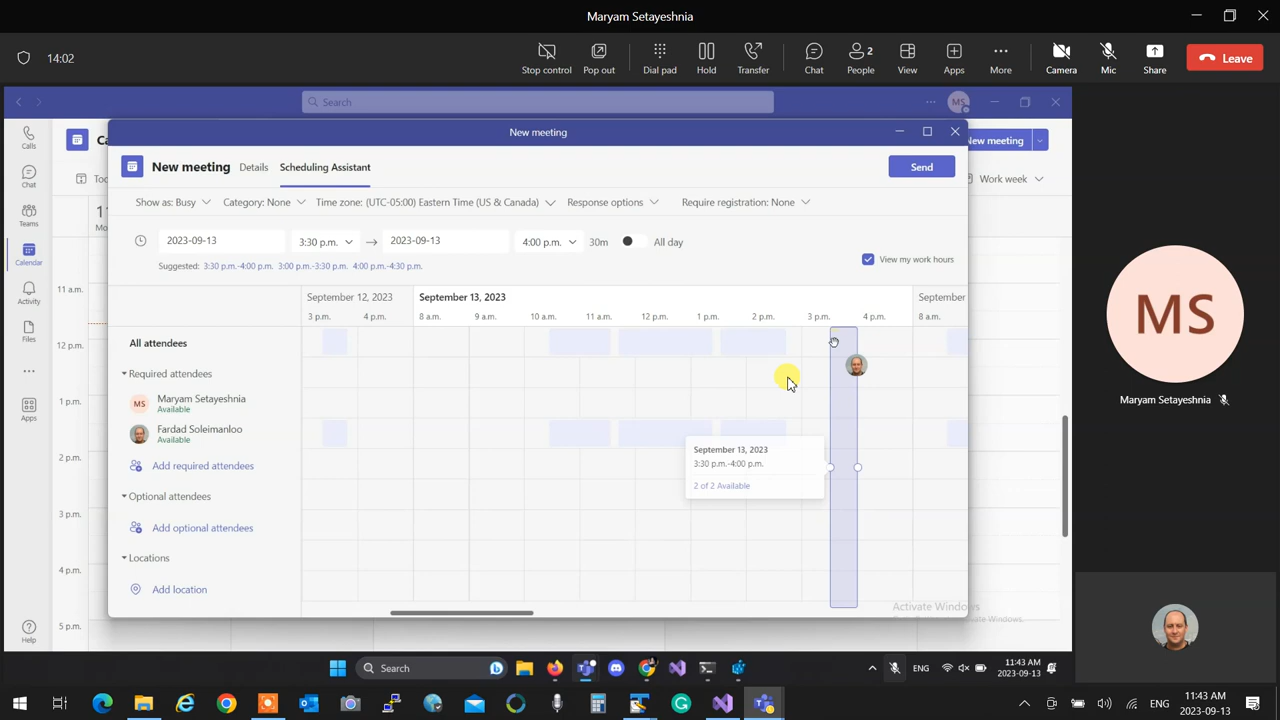 Maryam Setayeshnia
14:02
Stop control
Pop out
Dial pad
Hold
Transfer
Chat
2
People
View
Apps
More
Camera
Mic
Share
Leave
Search
MS
New meeting
Calls
Chat
Teams
Calendar
Activity
Files
Apps
Help
New meeting
Work week
New meeting
Details
Scheduling Assistant
Send
Show as: Busy
Category: None
Time zone: (UTC-05:00) Eastern Time (US & Canada)
Response options
Require registration: None
2023-09-13
3:30 p.m.
2023-09-13
4:00 p.m.
30m
All day
Suggested: 3:30 p.m.-4:00 p.m. 3:00 p.m.-3:30 p.m. 4:00 p.m.-4:30 p.m.
View my work hours
September 12, 2023
September 13, 2023
September
3 p.m.
4 p.m.
8 a.m.
9 a.m.
10 a.m.
11 a.m.
12 p.m.
1 p.m.
2 p.m.
3 p.m.
4 p.m.
8 a.m.
11 a.m.
12 p.m.
1 p.m.
2 p.m.
3 p.m.
4 p.m.
5 p.m.
All attendees
Required attendees
MS
Maryam Setayeshnia
Available
Fardad Soleimanloo
Available
Add required attendees
Optional attendees
Add optional attendees
Locations
Add location
September 13, 2023
3:30 p.m.-4:00 p.m.
2 of 2 Available
Activate Windows
MS
Maryam Setayeshnia
Search
ENG
11:43 AM
2023-09-13
ENG
11:43 AM
2023-09-13